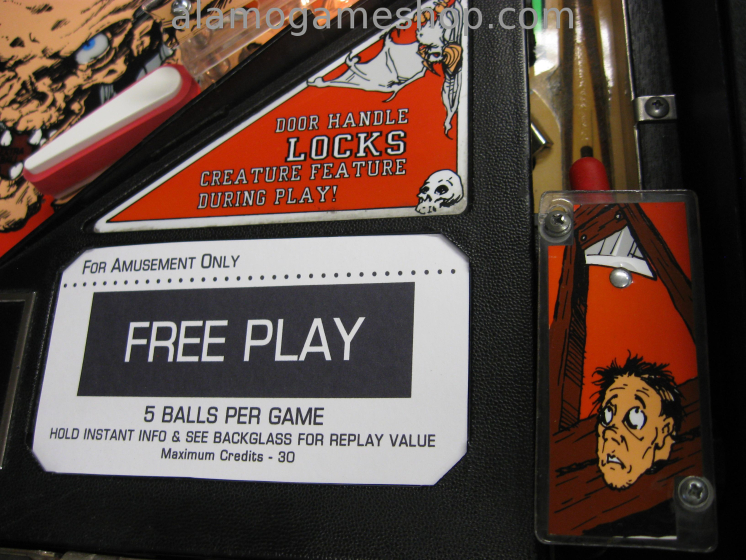 alamogameshop.com
DOOR HANDLE
LOCKS
CREATURE FEATURE
DURING PLAY!
FOR AMUSEMENT ONLY
FREE PLAY
5 BALLS PER GAME
HOLD INSTANT INFO & SEE BACKGLASS FOR REPLAY VALUE
Maximum Credits - 30